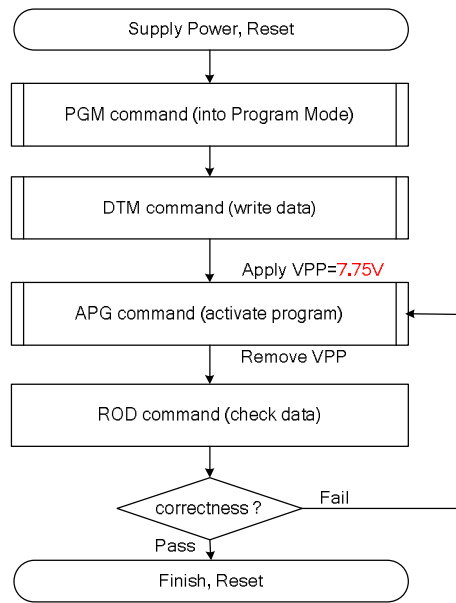 Supply Power, Reset
PGM command (into Program Mode)
DTM command (write data)
Apply VPP=7.75V
APG command (activate program)
Remove VPP
ROD command (check data)
correctness ?
Fail
Pass
Finish, Reset